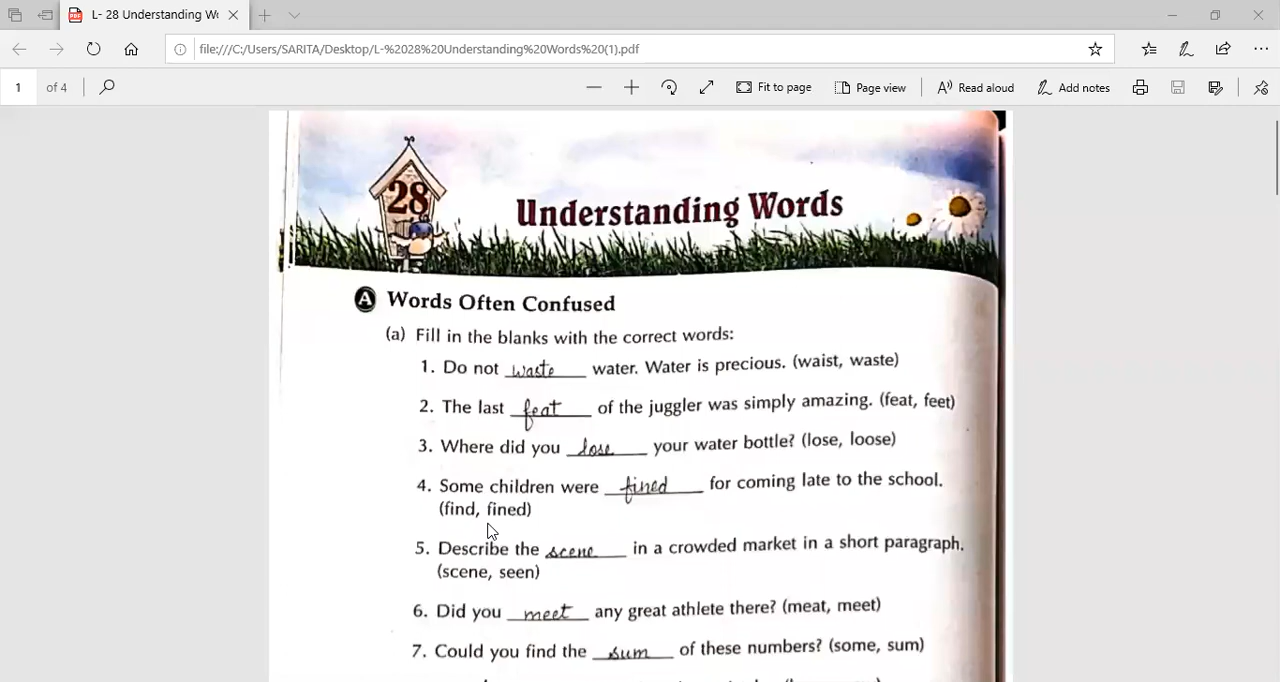 L- 28 Understanding Wo
file:///C:/Users/SARITA/Desktop/L-%2028%20Understanding%20Words%20(1).pdf
1 of 4 Fit to page Page view Read aloud Add notes
28
Understanding Words
A Words Often Confused
(a) Fill in the blanks with the correct words:
1. Do not waste water. Water is precious. (waist, waste)
2. The last feat of the juggler was simply amazing. (feat, feet)
3. Where did you lose your water bottle? (lose, loose)
4. Some children were fined for coming late to the school.
(find, fined)
5. Describe the scene in a crowded market in a short paragraph.
(scene, seen)
6. Did you meet any great athlete there? (meat, meet)
7. Could you find the sum of these numbers? (some, sum)